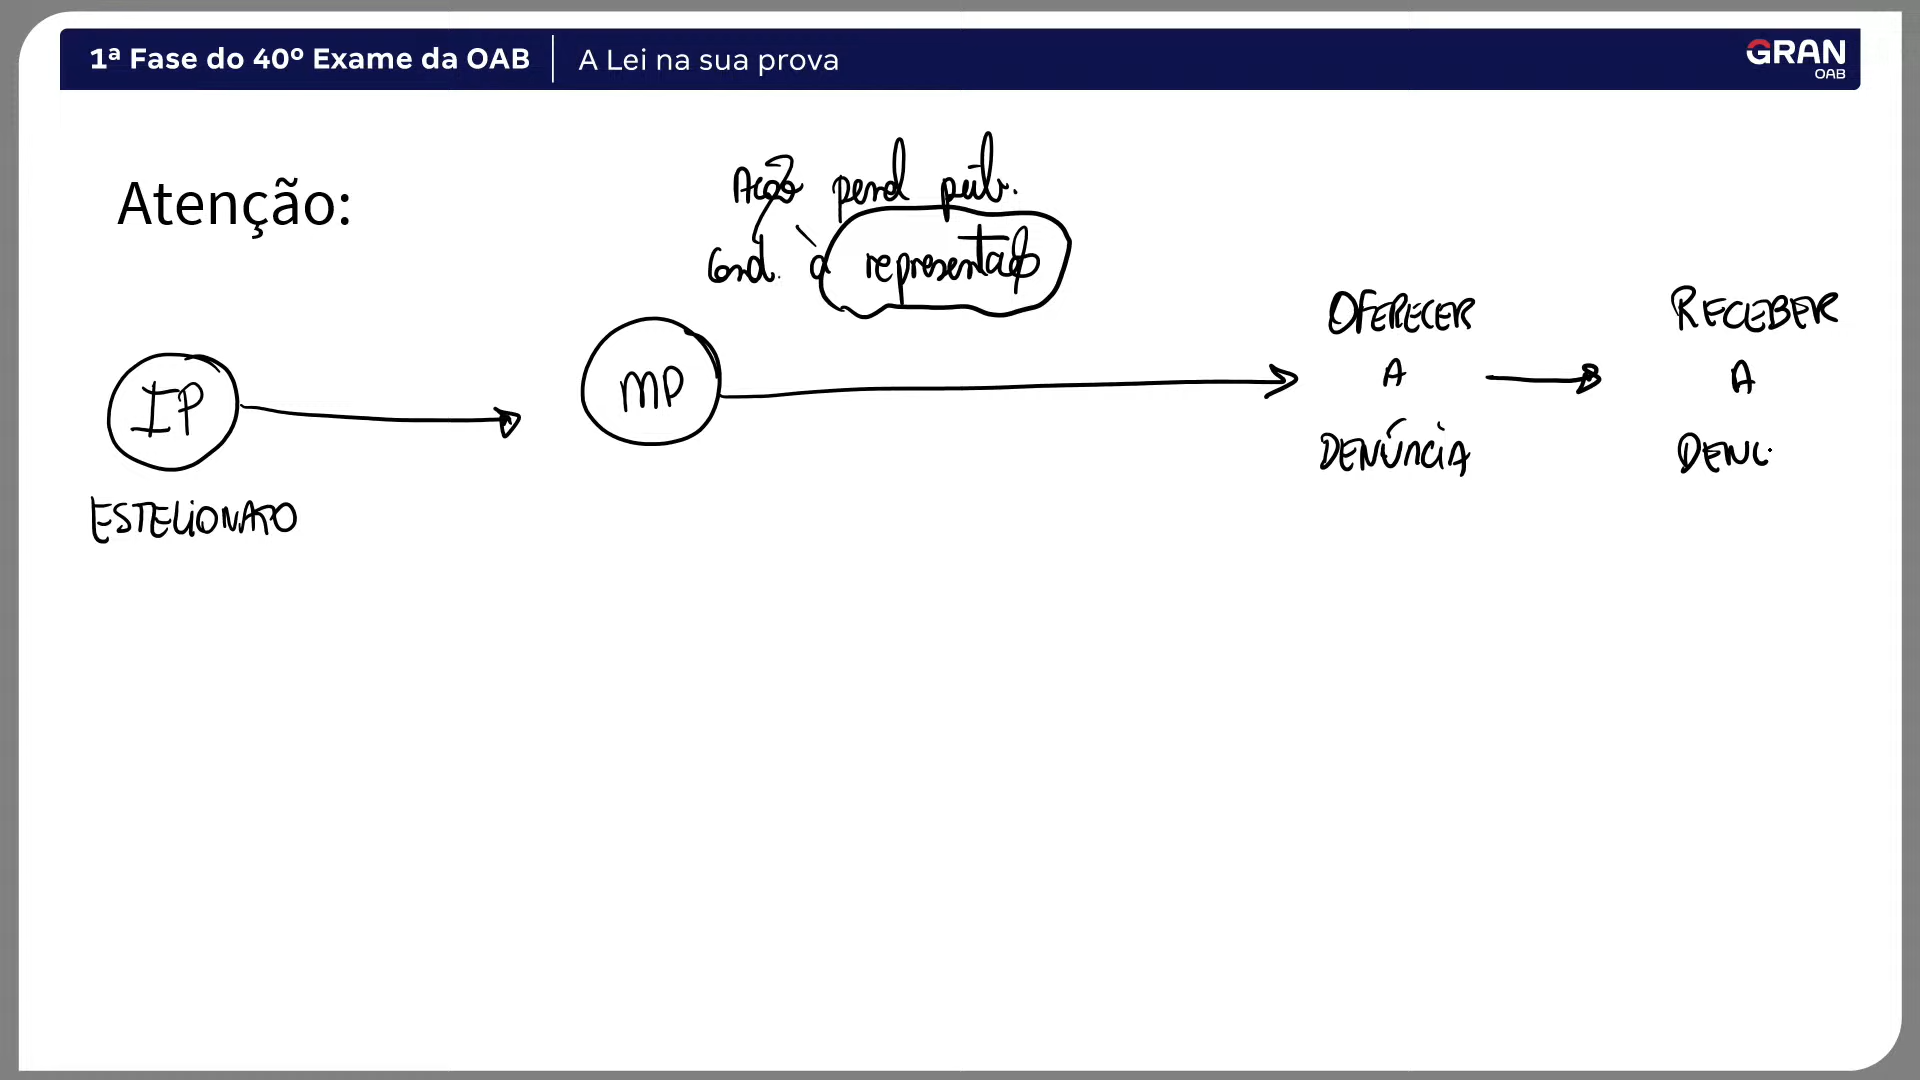 1ª Fase do 40º Exame da OAB | A Lei na sua prova
GRAN
OAB
Atenção:
Ação penal púb.
Cond. à representação
OFERECER
A
DENÚNCIA
RECEBER
A
DENC
IP
MP
ESTELIONATO